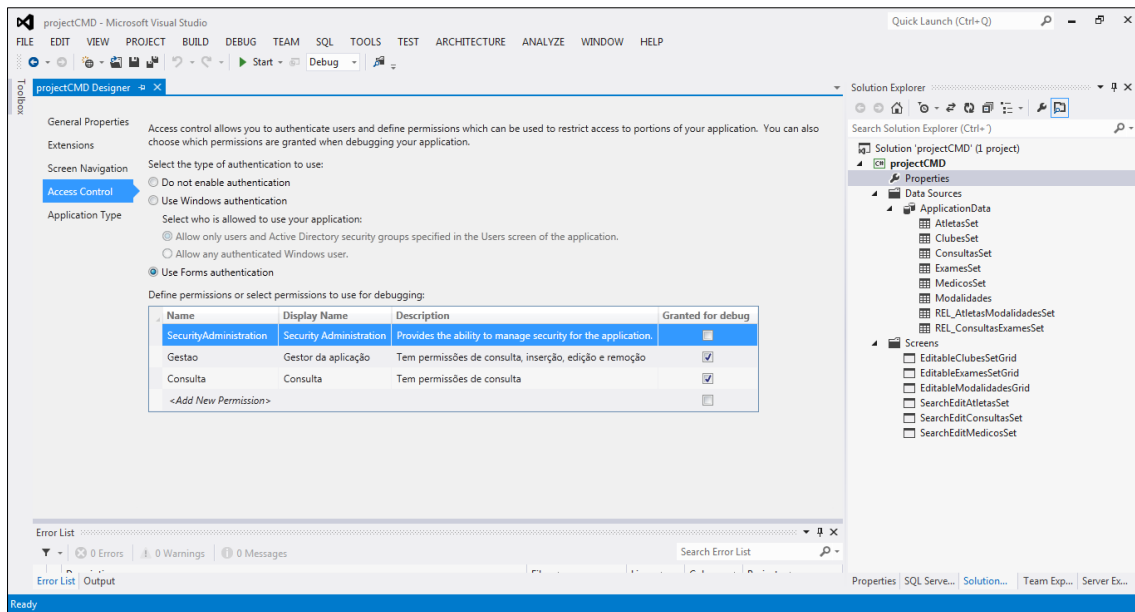 projectCMD - Microsoft Visual Studio
Quick Launch (Ctrl+Q)
FILE EDIT VIEW PROJECT BUILD DEBUG TEAM SQL TOOLS TEST ARCHITECTURE ANALYZE WINDOW HELP
Start
Debug
Toolbox
projectCMD Designer
General Properties
Extensions
Screen Navigation
Access Control
Application Type
Access control allows you to authenticate users and define permissions which can be used to restrict access to portions of your application. You can also
choose which permissions are granted when debugging your application.
Select the type of authentication to use:
Do not enable authentication
Use Windows authentication
Select who is allowed to use your application:
Allow only users and Active Directory security groups specified in the Users screen of the application.
Allow any authenticated Windows user.
Use Forms authentication
Define permissions or select permissions to use for debugging:
Name Display Name Description Granted for debug
SecurityAdministration Security Administration Provides the ability to manage security for the application.
Gestao Gestor da aplicação Tem permissões de consulta, inserção, edição e remoção
Consulta Consulta Tem permissões de consulta
<Add New Permission>
Error List
0 Errors 0 Warnings 0 Messages
Search Error List
Error List Output
Solution Explorer
Search Solution Explorer (Ctrl+´)
Solution 'projectCMD' (1 project)
projectCMD
Properties
Data Sources
ApplicationData
AtletasSet
ClubesSet
ConsultasSet
ExamesSet
MedicosSet
Modalidades
REL_AtletasModalidadesSet
REL_ConsultasExamesSet
Screens
EditableClubesSetGrid
EditableExamesSetGrid
EditableModalidadesGrid
SearchEditAtletasSet
SearchEditConsultasSet
SearchEditMedicosSet
Properties SQL Serve... Solution... Team Exp... Server Ex...
Ready